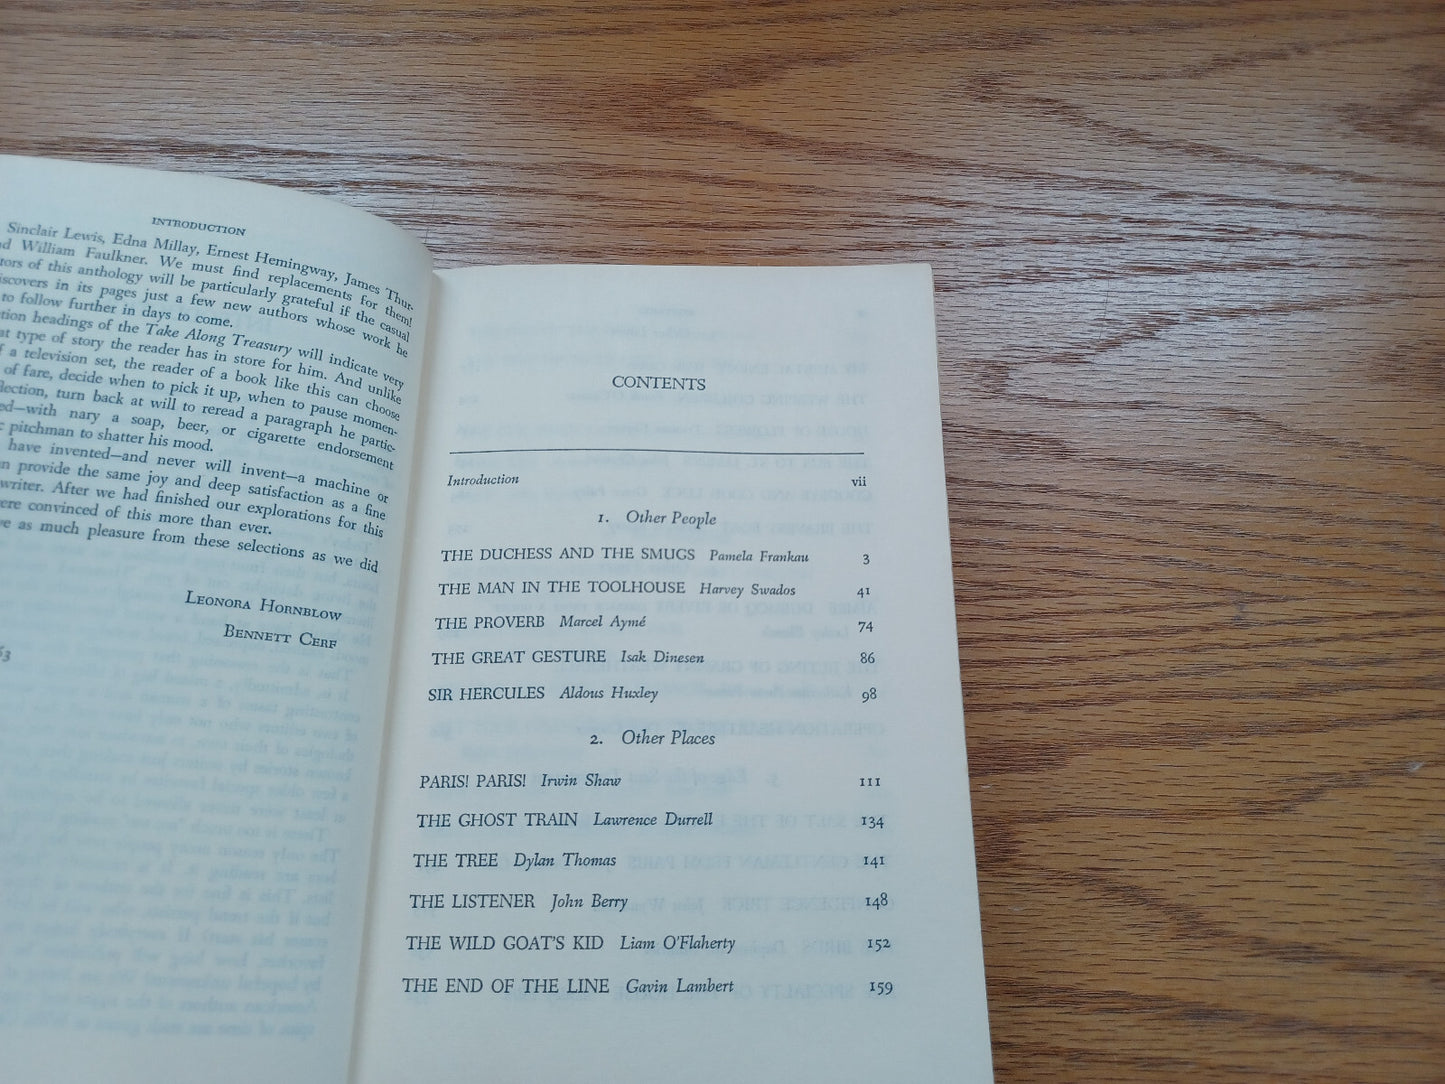 INTRODUCTION
Sinclair Lewis, Edna Millay, Ernest Hemingway, James Thur-
William Faulkner. We must find replacements for them!
tors of this anthology will be particularly grateful if the casual
iscovers in its pages just a few new authors whose work he
to follow further in days to come.
tion headings of the Take Along Treasury will indicate very
at type of story the reader has in store for him. And unlike
f a television set, the reader of a book like this can choose
of fare, decide when to pick it up, when to pause momen-
flection, turn back at will to reread a paragraph he partic-
ed—with nary a soap, beer, or cigarette endorsement
pitchman to shatter his mood.
have invented—and never will invent—a machine or
n provide the same joy and deep satisfaction as a fine
writer. After we had finished our explorations for this
ere convinced of this more than ever.
ve as much pleasure from these selections as we did
LEONORA HORNBLOW
BENNETT CERF
63
CONTENTS
Introduction vii
1. Other People
THE DUCHESS AND THE SMUGS Pamela Frankau 3
THE MAN IN THE TOOLHOUSE Harvey Swados 41
THE PROVERB Marcel Aymé 74
THE GREAT GESTURE Isak Dinesen 86
SIR HERCULES Aldous Huxley 98
2. Other Places
PARIS! PARIS! Irwin Shaw 111
THE GHOST TRAIN Lawrence Durrell 134
THE TREE Dylan Thomas 141
THE LISTENER John Berry 148
THE WILD GOAT'S KID Liam O'Flaherty 152
THE END OF THE LINE Gavin Lambert 159